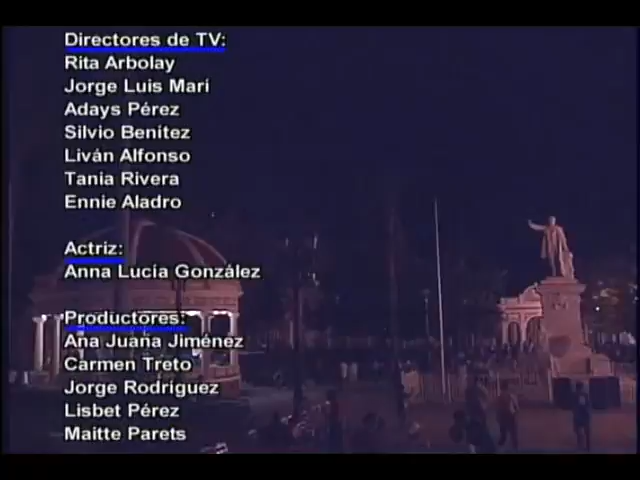 Directores de TV:
Rita Arbolay
Jorge Luis Marí
Adays Pérez
Silvio Benítez
Liván Alfonso
Tania Rivera
Ennie Aladro
Actriz:
Anna Lucía González
Productores:
Ana Juana Jiménez
Carmen Treto
Jorge Rodríguez
Lisbet Pérez
Maitte Parets